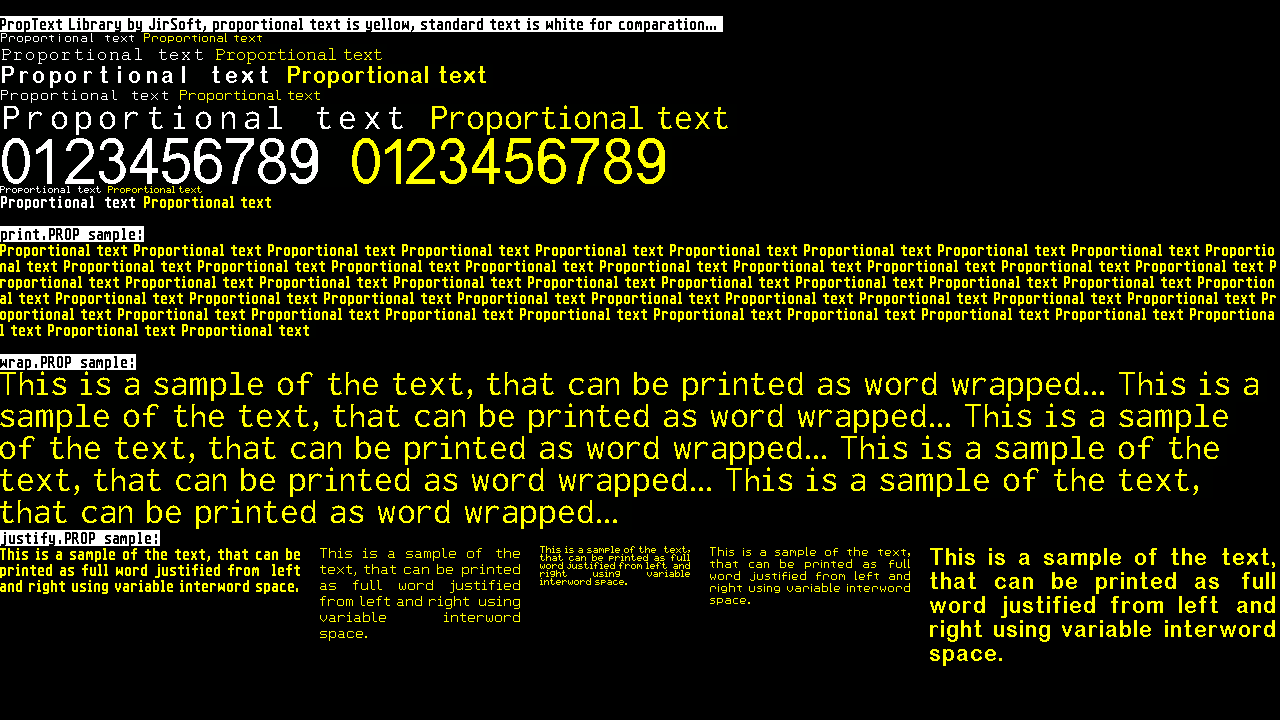 PropText Library by JirSoft, proportional text is yellow, standard text is white for comparation...
Proportional text Proportional text
Proportional text Proportional text
Proportional text Proportional text
Proportional text Proportional text
Proportional text Proportional text
0123456789 0123456789
Proportional text Proportional text
Proportional text Proportional text
print.PROP sample:
Proportional text Proportional text Proportional text Proportional text Proportional text Proportional text Proportional text Proportional text Proportional text Proportio
nal text Proportional text Proportional text Proportional text Proportional text Proportional text Proportional text Proportional text Proportional text Proportional text P
roportional text Proportional text Proportional text Proportional text Proportional text Proportional text Proportional text Proportional text Proportional text Proportion
al text Proportional text Proportional text Proportional text Proportional text Proportional text Proportional text Proportional text Proportional text Proportional text Pr
oportional text Proportional text Proportional text Proportional text Proportional text Proportional text Proportional text Proportional text Proportional text Proportiona
l text Proportional text Proportional text
wrap.PROP sample:
This is a sample of the text, that can be printed as word wrapped... This is a
sample of the text, that can be printed as word wrapped... This is a sample
of the text, that can be printed as word wrapped... This is a sample of the
text, that can be printed as word wrapped... This is a sample of the text,
that can be printed as word wrapped...
justify.PROP sample:
This is a sample of the text, that can be
printed as full word justified from left
and right using variable interword space.
This is a sample of the
text, that can be printed
as full word justified
from left and right using
variable interword
space.
This is a sample of the text,
that can be printed as full
word justified from left and
right using variable
interword space.
This is a sample of the text,
that can be printed as full
word justified from left and
right using variable interword
space.
This is a sample of the text,
that can be printed as full
word justified from left and
right using variable interword
space.